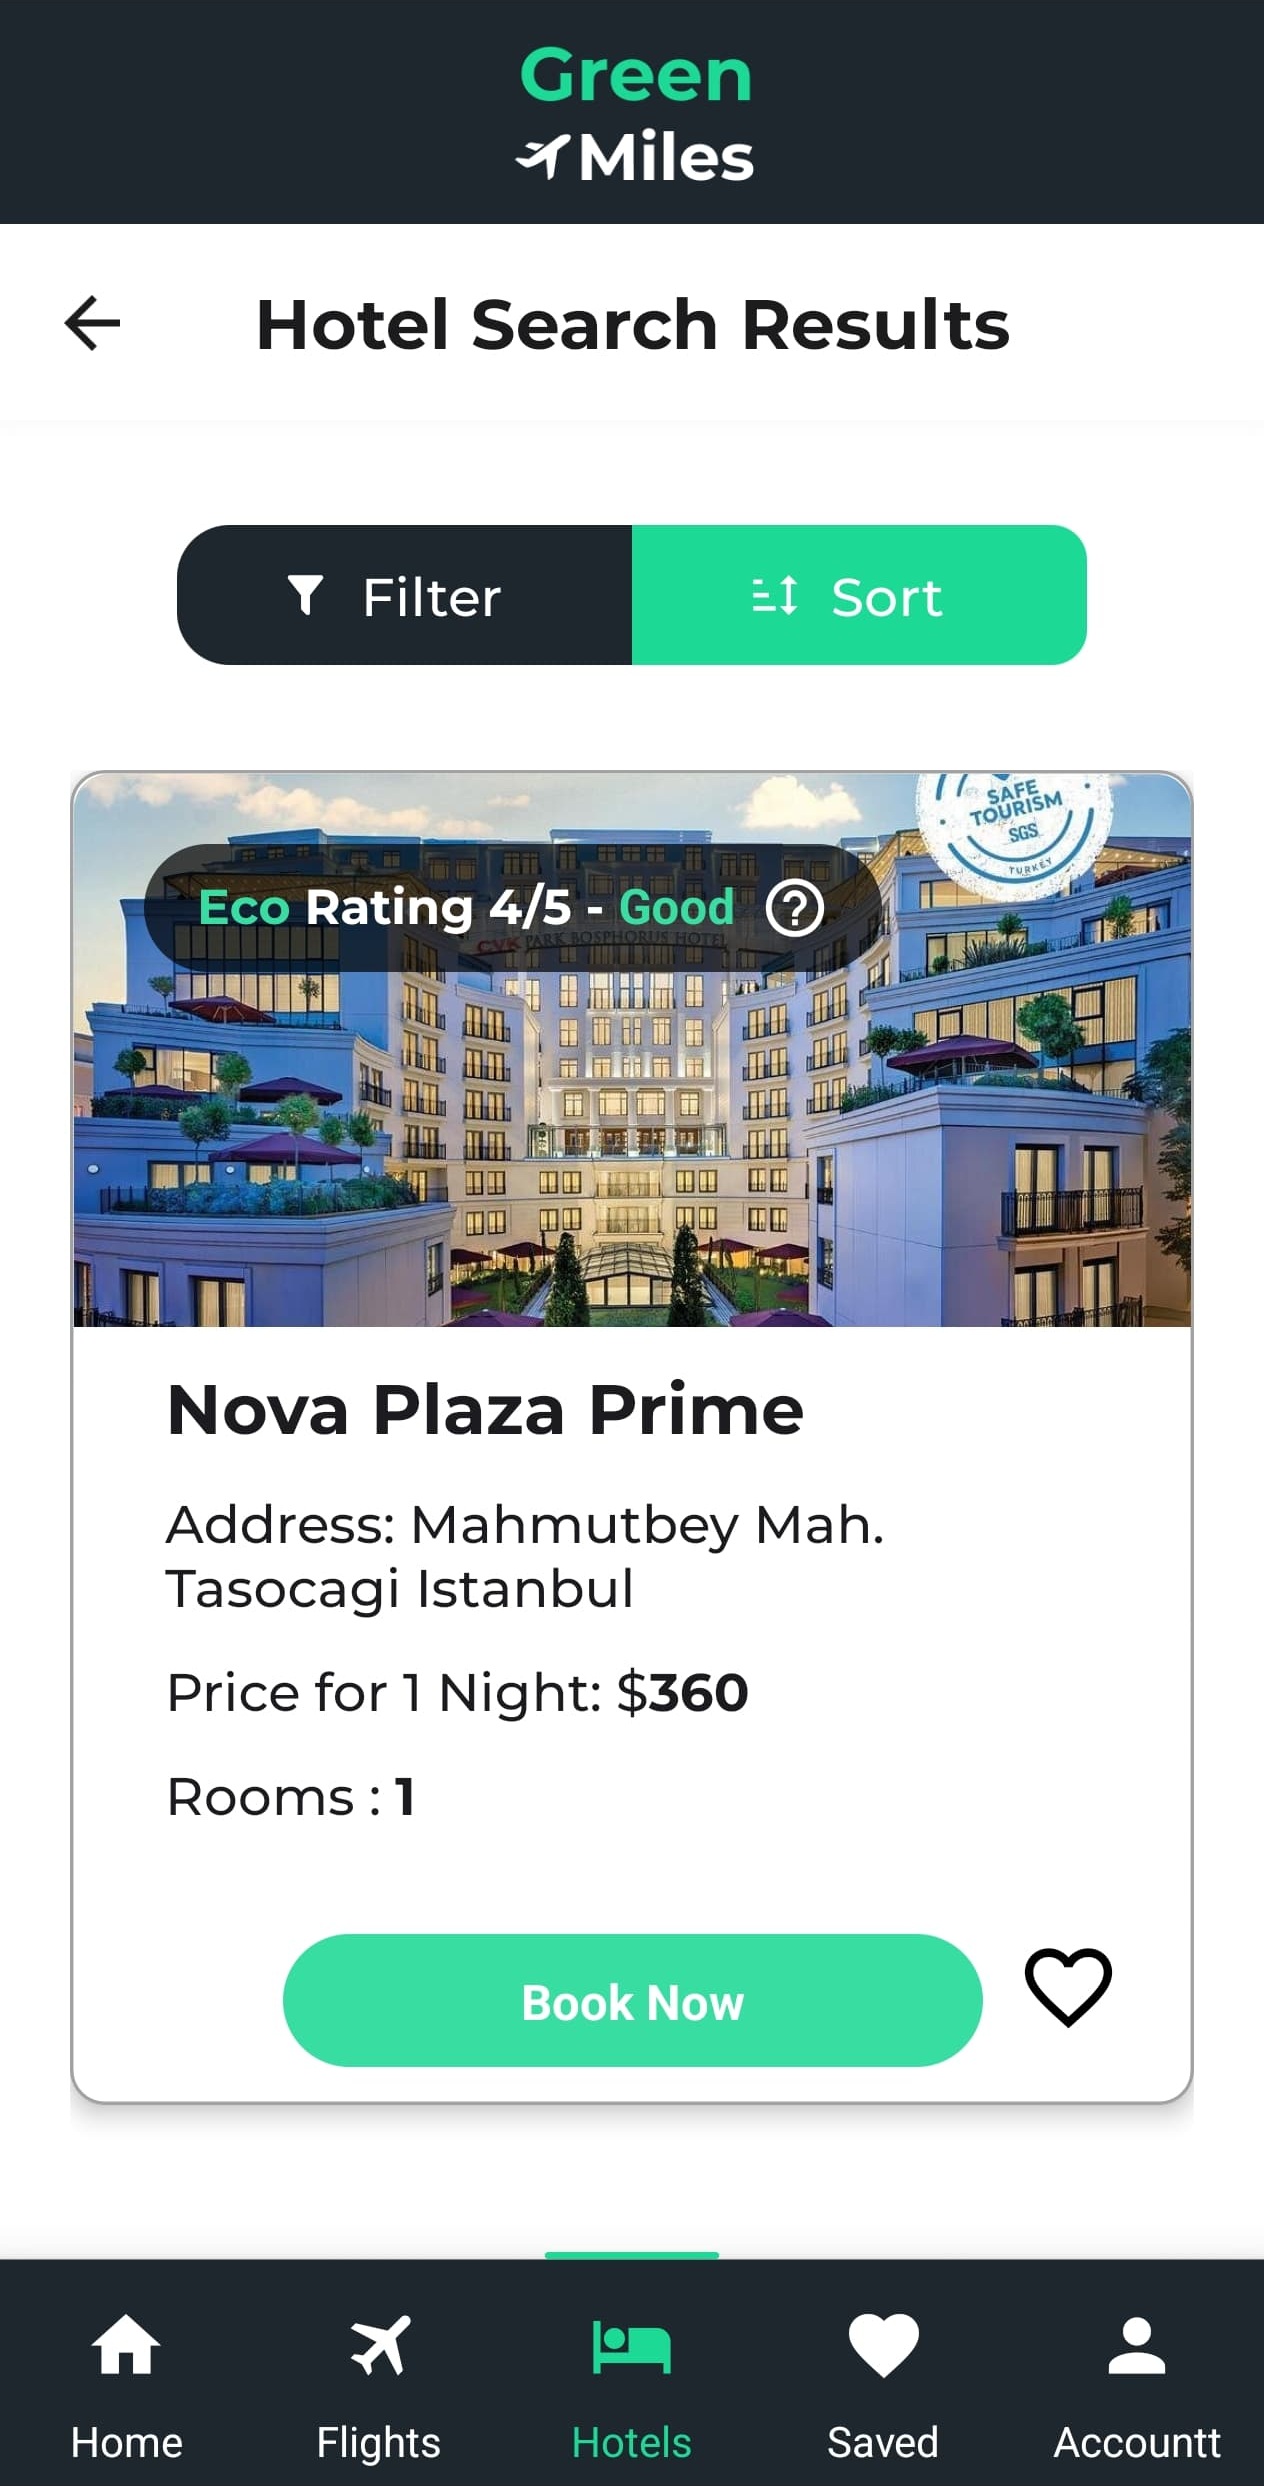 Green
Miles
Hotel Search Results
Filter
Sort
SAFE
TOURISM
SGS
TURKEY
Eco Rating 4/5 - Good
CVK PARK BOSPHORUS HOTEL
Nova Plaza Prime
Address: Mahmutbey Mah.
Tasocagi Istanbul
Price for 1 Night: $360
Rooms : 1
Book Now
Home
Flights
Hotels
Saved
Accountt